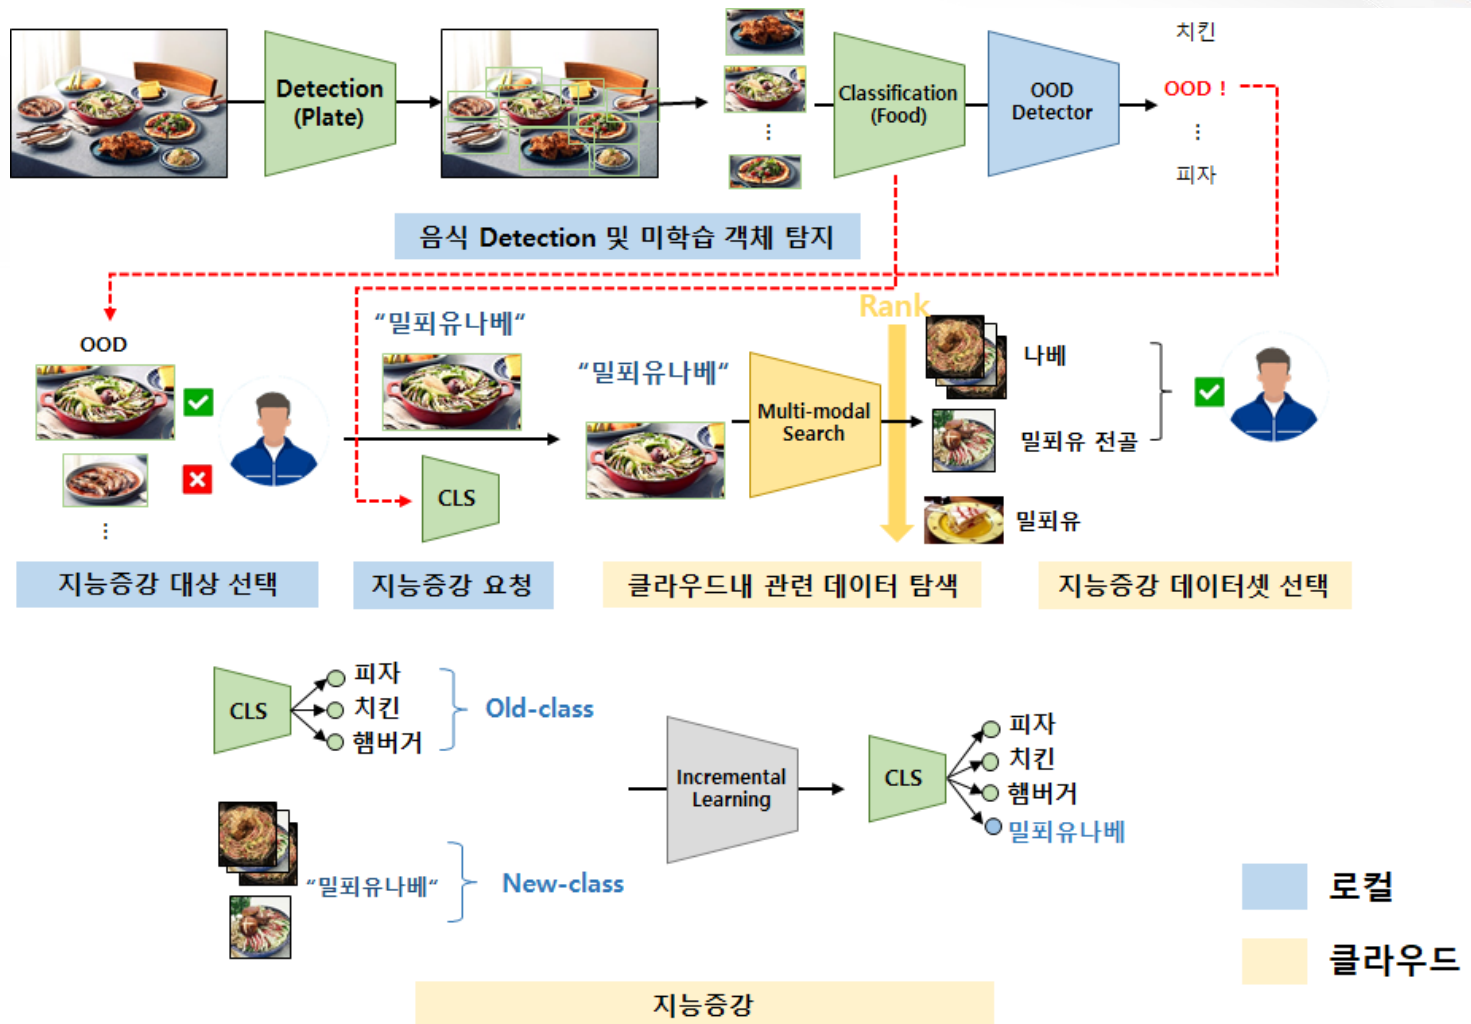 Detection
(Plate)
Classification
(Food)
OOD
Detector
치킨
OOD !
⋮
피자
⋮
음식 Detection 및 미학습 객체 탐지
OOD
⋮
"밀푀유나베"
CLS
"밀푀유나베"
Multi-modal
Search
Rank
나베
밀푀유 전골
밀푀유
지능증강 대상 선택
지능증강 요청
클라우드내 관련 데이터 탐색
지능증강 데이터셋 선택
CLS
피자
치킨
햄버거
Old-class
"밀푀유나베"
New-class
Incremental
Learning
CLS
피자
치킨
햄버거
밀푀유나베
로컬
클라우드
지능증강